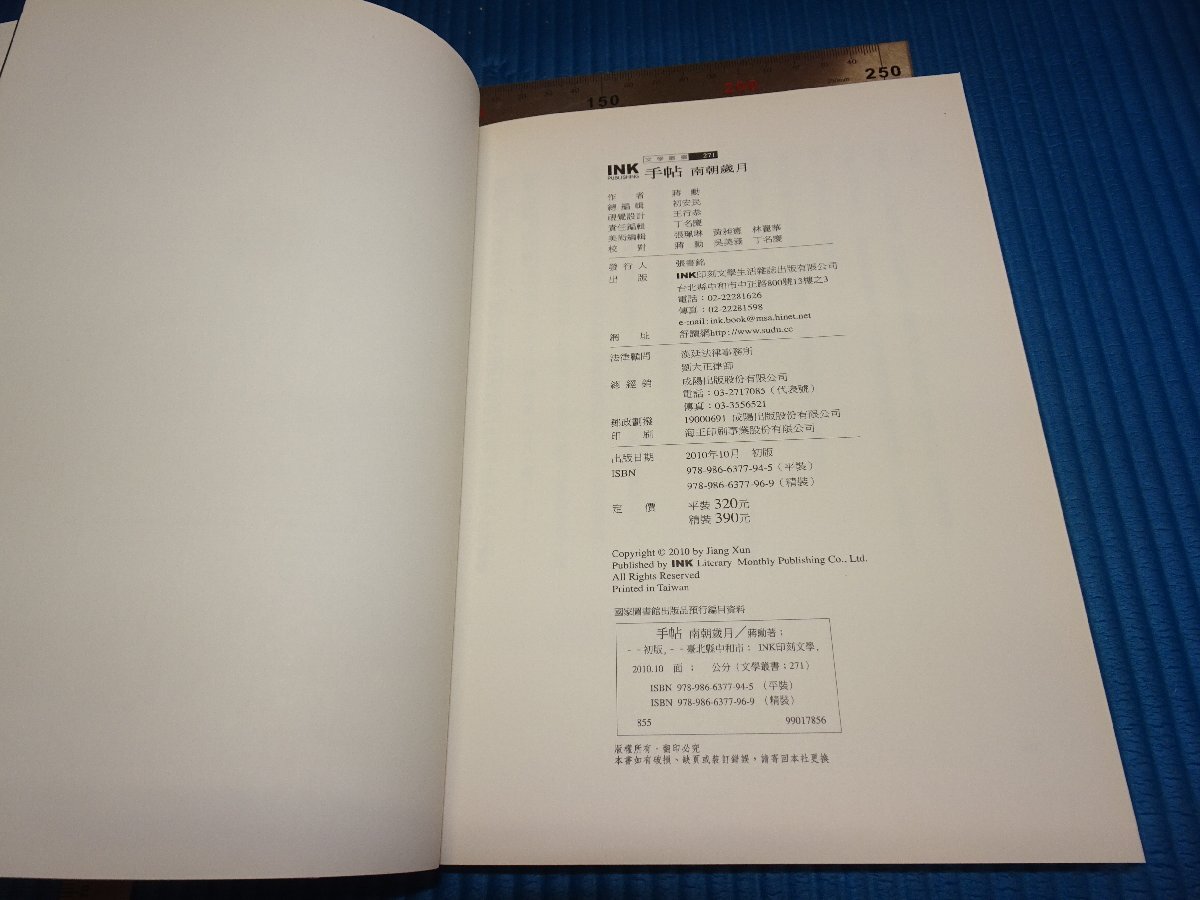 文學叢書 271
INK PUBLISHING 手帖 南朝歲月
作者 蔣勳
總編輯 初安民
視覺設計 王行恭
責任編輯 丁名慶
美術編輯 張珮琳 黃昶憲 林麗華
校對 蔣勳 吳美滿 丁名慶
發行人 張書銘
出版 INK印刻文學生活雜誌出版有限公司
台北縣中和市中正路800號13樓之3
電話：02-22281626
傳真：02-22281598
e-mail：ink.book@msa.hinet.net
網址 舒讀網http://www.sudu.cc
法律顧問 漢廷法律事務所
劉大正律師
總經銷 成陽出版股份有限公司
電話：03-2717085（代表號）
傳真：03-3556521
郵政劃撥 19000691 成陽出版股份有限公司
印刷 海王印刷事業股份有限公司
出版日期 2010年10月 初版
ISBN 978-986-6377-94-5（平裝）
978-986-6377-96-9（精裝）
定價 平裝 320元
精裝 390元
Copyright © 2010 by Jiang Xun
Published by INK Literary Monthly Publishing Co., Ltd.
All Rights Reserved
Printed in Taiwan
國家圖書館出版品預行編目資料
手帖 南朝歲月／蔣勳著；
--初版，--臺北縣中和市：INK印刻文學，
2010.10 面； 公分（文學叢書；271）
ISBN 978-986-6377-94-5 （平裝）
ISBN 978-986-6377-96-9 （精裝）
855 99017856
版權所有・翻印必究
本書如有破損、缺頁或裝訂錯誤，請寄回本社更換
150
200
250